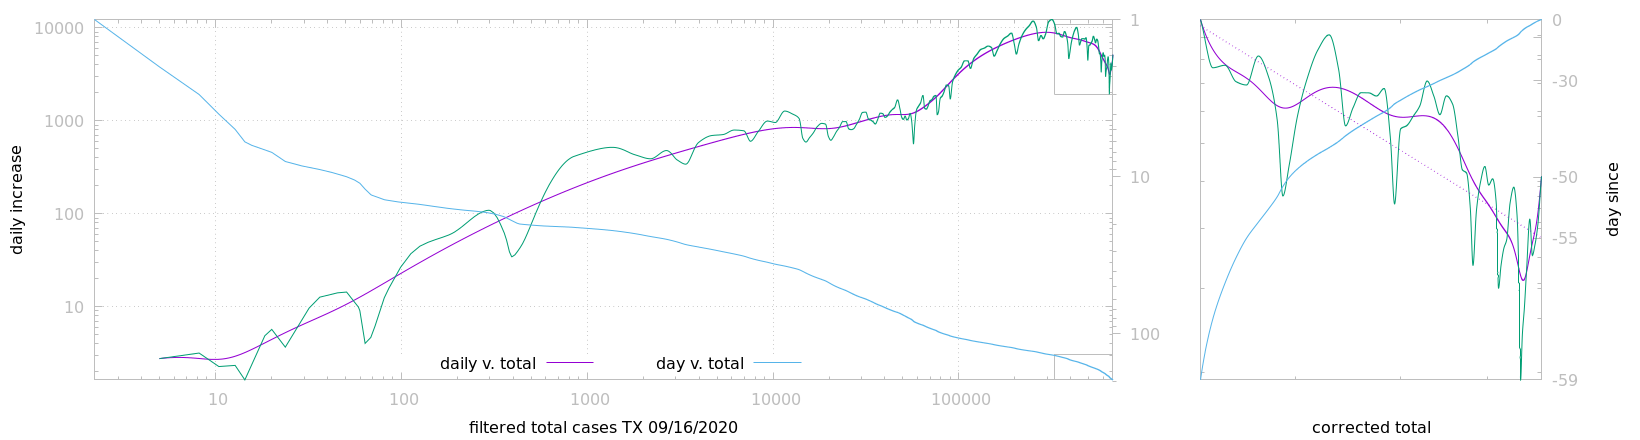 10000
1000
100
10
daily increase
10
100
1000
10000
100000
filtered total cases TX 09/16/2020
daily v. total
day v. total
1
10
100
0
-30
-50
-55
-59
day since
corrected total